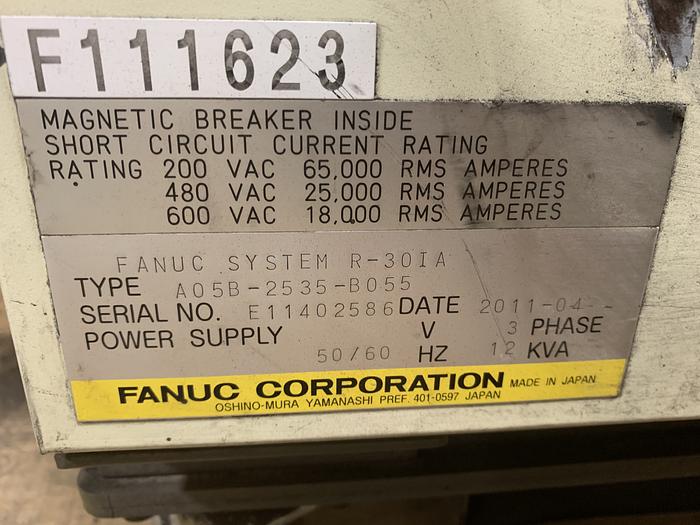 F111623
MAGNETIC BREAKER INSIDE
SHORT CIRCUIT CURRENT RATING
RATING 200 VAC 65,000 RMS AMPERES
480 VAC 25,000 RMS AMPERES
600 VAC 18,000 RMS AMPERES
FANUC SYSTEM R-30IA
TYPE A05B-2535-B055
SERIAL NO. E11402586 DATE 2011-04--
POWER SUPPLY V 3 PHASE
50/60 HZ 12 KVA
FANUC CORPORATION MADE IN JAPAN
OSHINO-MURA YAMANASHI PREF. 401-0597 JAPAN